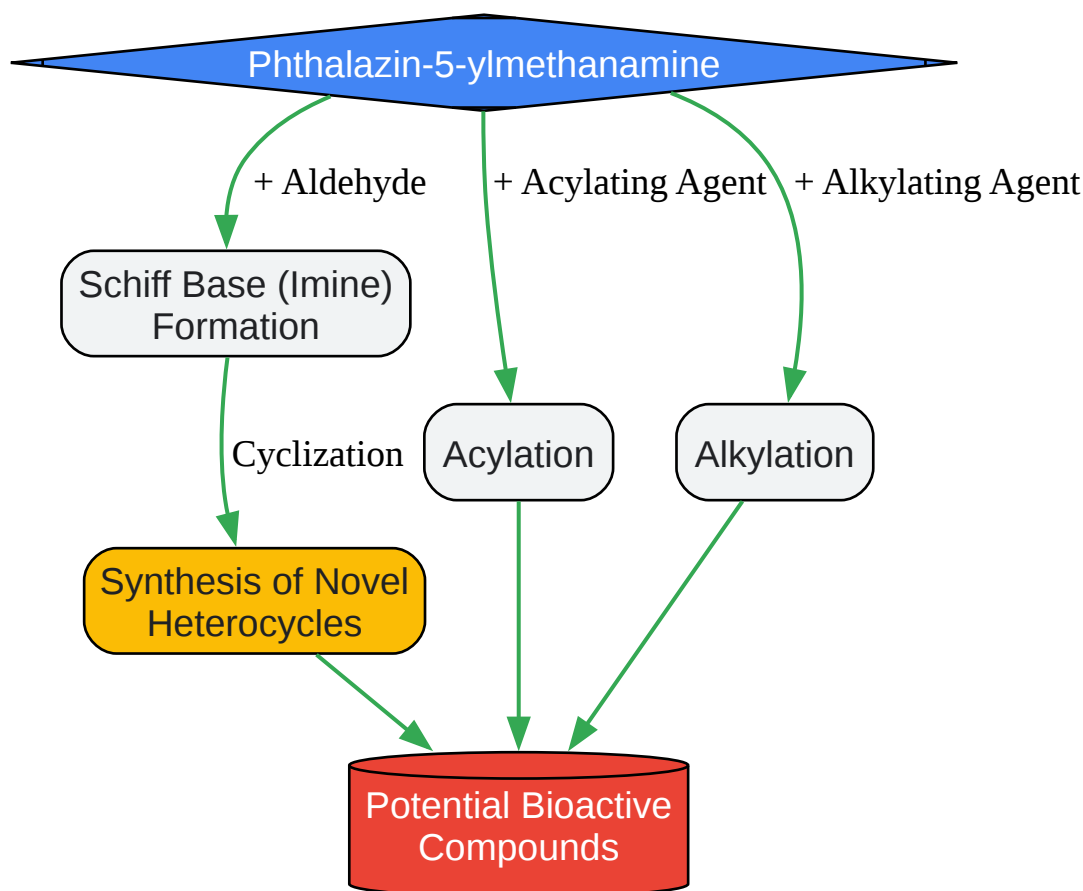 Phthalazin-5-ylmethanamine
+ Aldehyde
+ Acylating Agent
+ Alkylating Agent
Schiff Base (Imine)
Formation
Cyclization
Acylation
Alkylation
Synthesis of Novel
Heterocycles
Potential Bioactive
Compounds